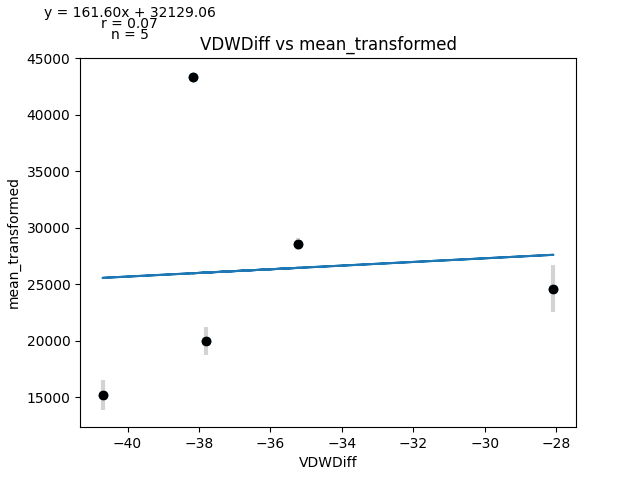 y = 161.60x + 32129.06
r = 0.07
n = 5
VDWDiff vs mean_transformed
45000
40000
35000
30000
25000
20000
15000
mean_transformed
−40
−38
−36
−34
−32
−30
−28
VDWDiff